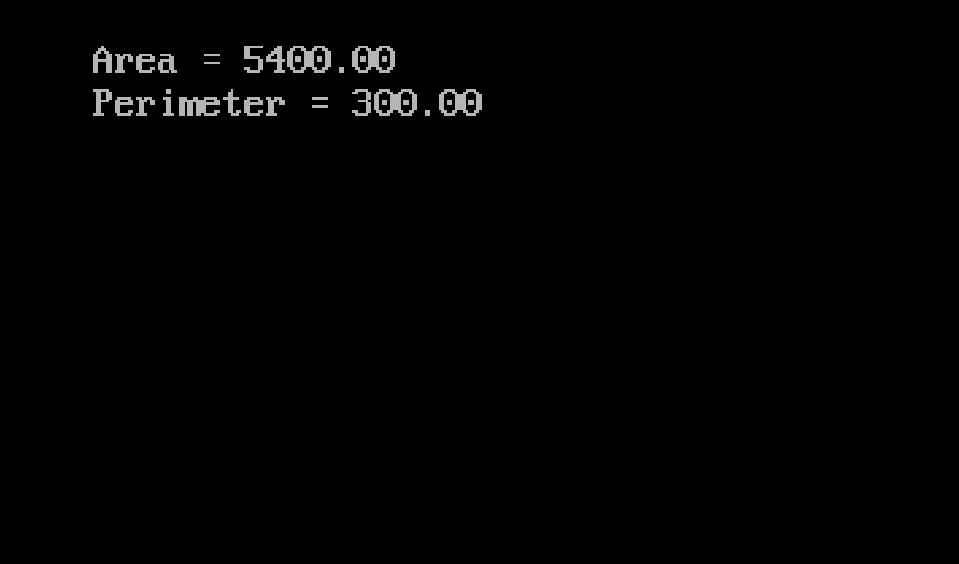 Area = 5400.00
Perimeter = 300.00